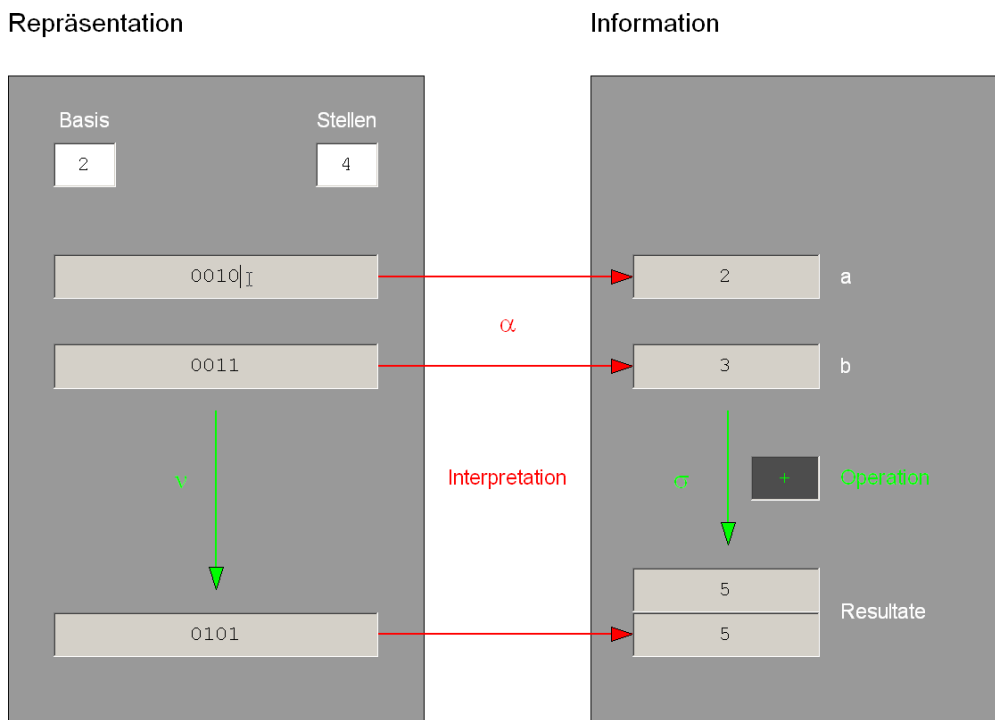 Repräsentation
Information
Basis
Stellen
2
4
0010
2
a
α
0011
3
b
ν
Interpretation
σ
+
Operation
5
Resultate
0101
5